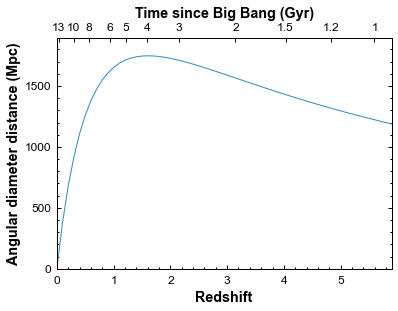 Time since Big Bang (Gyr)
13 10 8 6 5 4 3 2 1.5 1.2 1
Angular diameter distance (Mpc)
1500
1000
500
0
0 1 2 3 4 5
Redshift